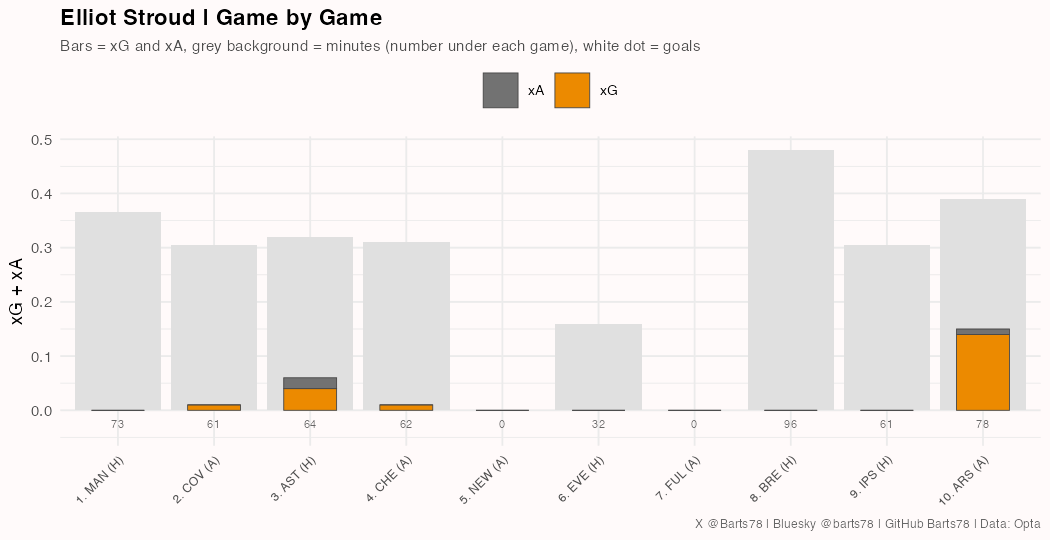 Elliot Stroud | Game by Game
Bars = xG and xA, grey background = minutes (number under each game), white dot = goals
xA xG
xG + xA
0.5
0.4
0.3
0.2
0.1
0.0
73 61 64 62 0 32 0 96 61 78
1. MAN (H)
2. COV (A)
3. AST (H)
4. CHE (A)
5. NEW (A)
6. EVE (H)
7. FUL (A)
8. BRE (H)
9. IPS (H)
10. ARS (A)
X @Barts78 | Bluesky @barts78 | GitHub Barts78 | Data: Opta